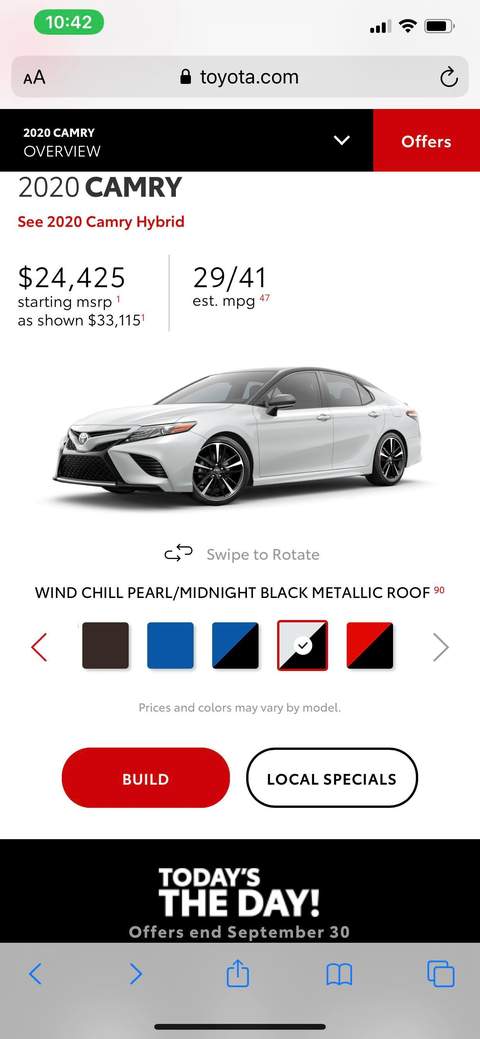 10:42
AA
toyota.com
2020 CAMRY
OVERVIEW
Offers
2020 CAMRY
See 2020 Camry Hybrid
$24,425
starting msrp 1
as shown $33,1151
29/41
est. mpg 47
Swipe to Rotate
WIND CHILL PEARL/MIDNIGHT BLACK METALLIC ROOF 90
Prices and colors may vary by model.
BUILD
LOCAL SPECIALS
TODAY'S
THE DAY!
Offers end September 30